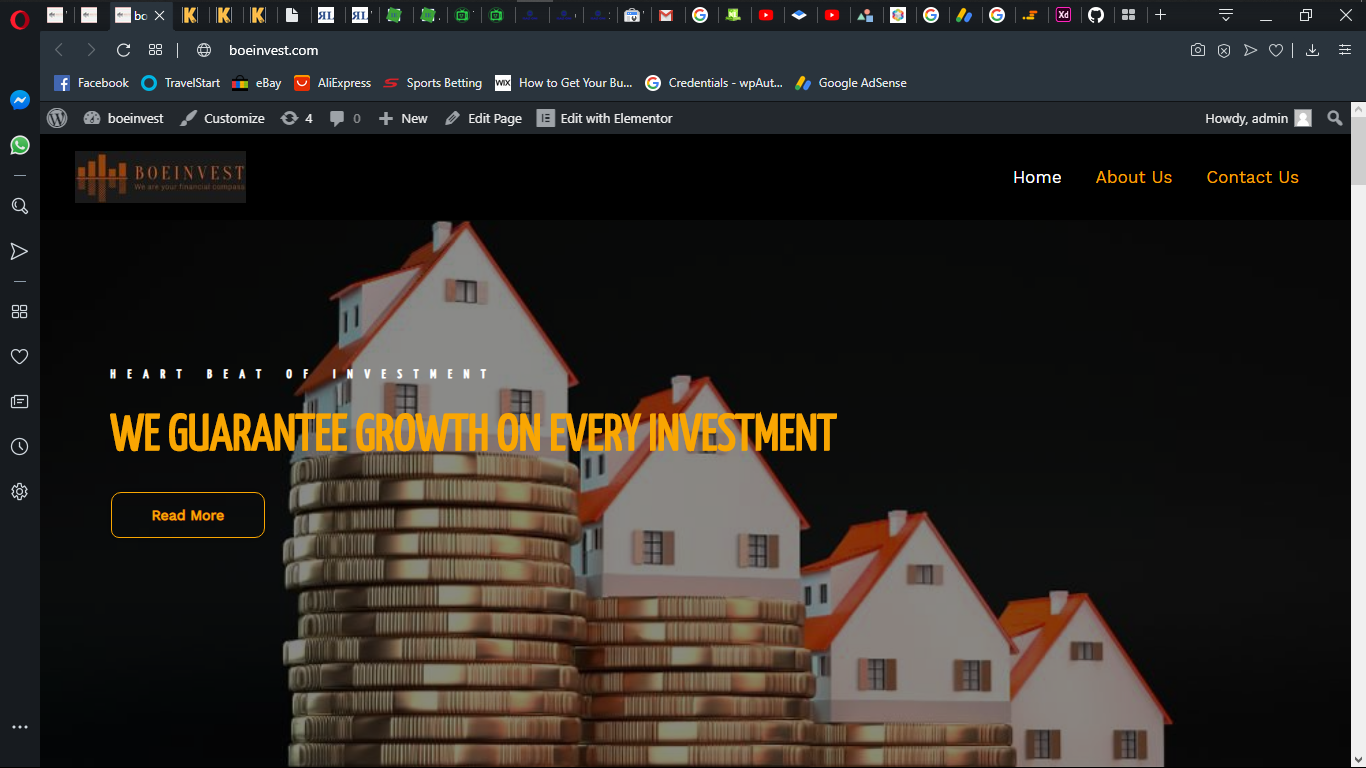 bo
boeinvest.com
Facebook TravelStart eBay AliExpress Sports Betting WIX How to Get Your Bu... Credentials - wpAut... Google AdSense
boeinvest Customize 4 0 New Edit Page Edit with Elementor Howdy, admin
BOEINVEST
We are your financial compass
Home About Us Contact Us
HEART BEAT OF INVESTMENT
WE GUARANTEE GROWTH ON EVERY INVESTMENT
Read More